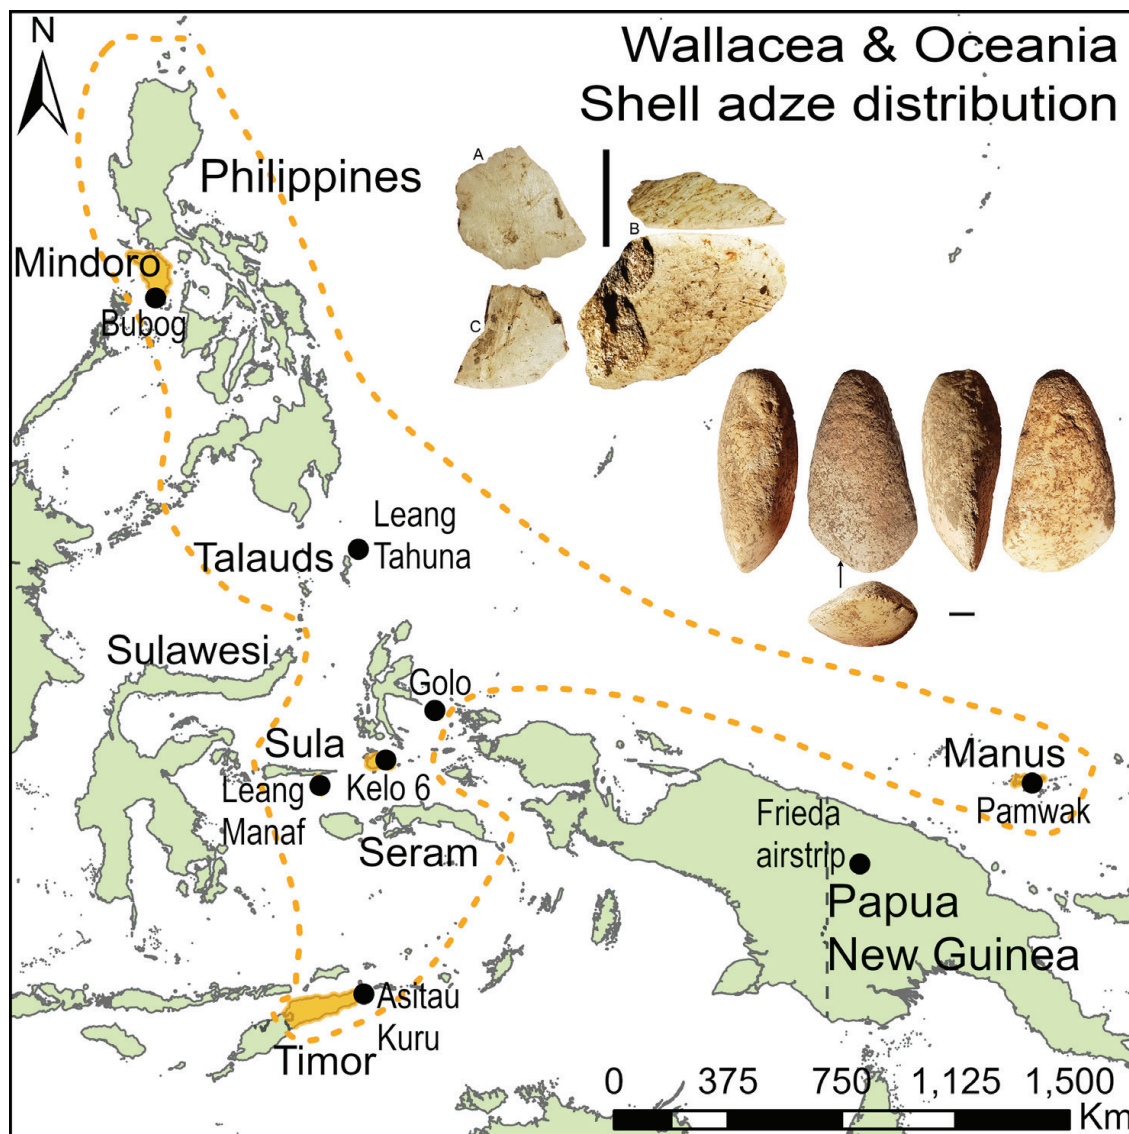 N
Wallacea & Oceania
Shell adze distribution
A
B
C
Philippines
Mindoro
Bubog
Leang
Tahuna
Talauds
Sulawesi
Golo
Sula
Kelo 6
Leang
Manaf
Seram
Manus
Pamwak
Frieda
airstrip
Papua
New Guinea
Asitau
Kuru
Timor
0 375 750 1,125 1,500
Km